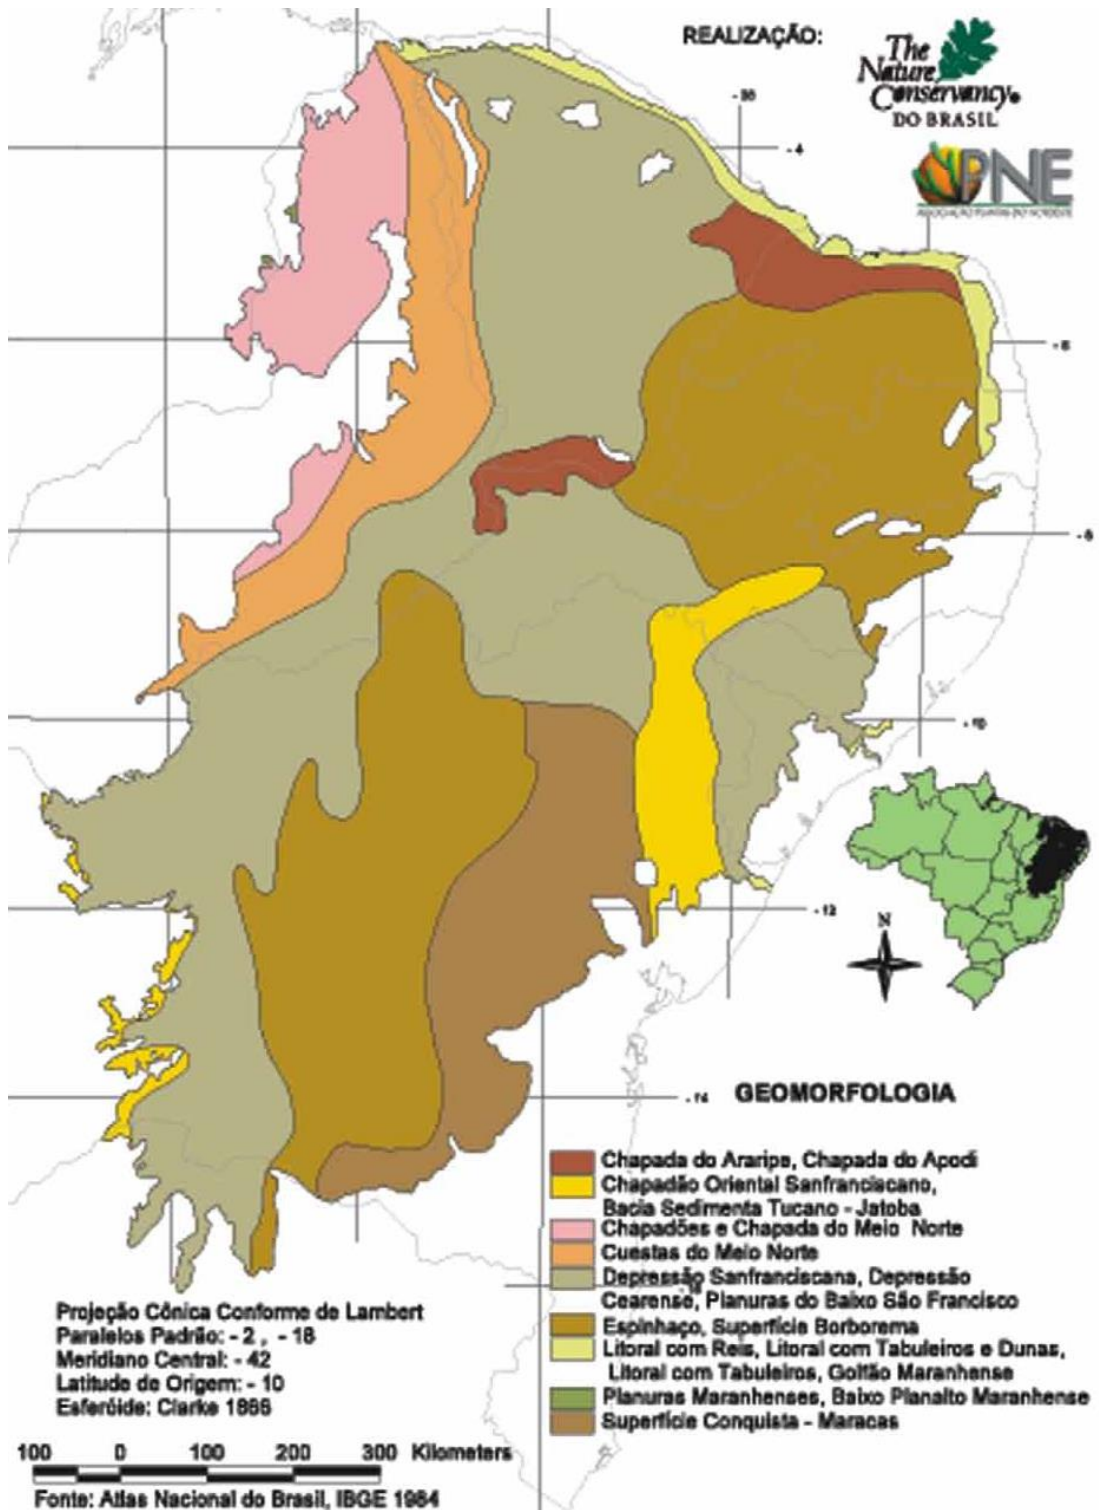 REALIZAÇÃO:
The
Nature
Conservancy®
DO BRASIL
PNE
ASSOCIAÇÃO PLANTAS DO NORDESTE
- 4
- 8
- 10
- 12
N
- 14
GEOMORFOLOGIA
Chapada do Araripe, Chapada do Apodi
Chapadão Oriental Sanfranciscano,
Bacia Sedimenta Tucano - Jatoba
Chapadões e Chapada do Meio Norte
Cuestas do Meio Norte
Depressão Sanfranciscana, Depressão
Cearense, Planuras do Baixo São Francisco
Espinhaço, Superfície Borborema
Litoral com Reis, Litoral com Tabuleiros e Dunas,
Litoral com Tabuleiros, Golfão Maranhense
Planuras Maranhenses, Baixo Planalto Maranhense
Superfície Conquista - Maracas
Projeção Cônica Conforme de Lambert
Paralelos Padrão: - 2 , - 18
Meridiano Central: - 42
Latitude de Origem: - 10
Esferóide: Clarke 1866
100 0 100 200 300 Kilometers
Fonte: Atlas Nacional do Brasil, IBGE 1984